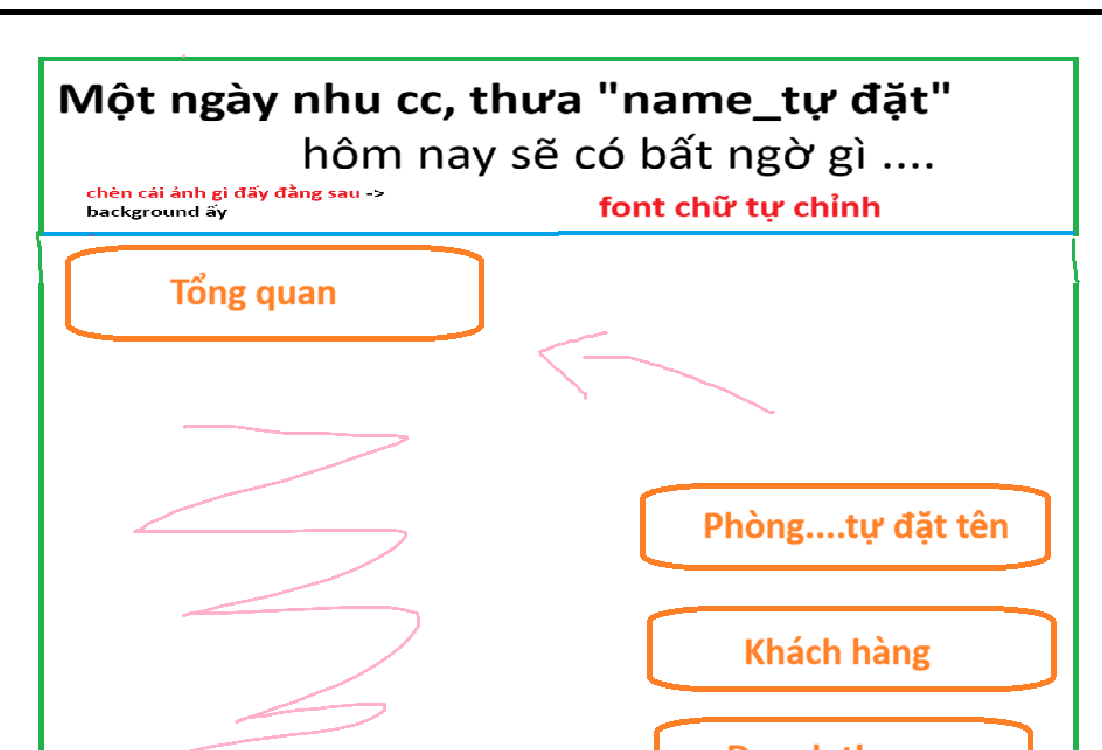 Một ngày nhu cc, thưa "name_tự đặt"
hôm nay sẽ có bất ngờ gì ....
chèn cái ảnh gì đấy đằng sau ->
background ấy
font chữ tự chỉnh
Tổng quan
Phòng....tự đặt tên
Khách hàng